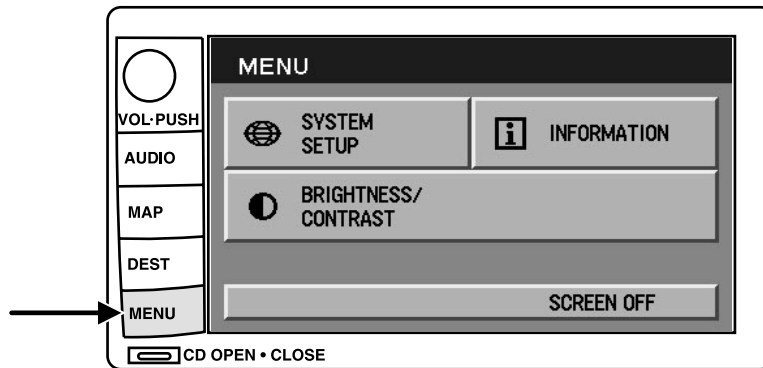 MENU
VOL·PUSH
AUDIO
MAP
DEST
MENU
SYSTEM
SETUP
INFORMATION
BRIGHTNESS/
CONTRAST
SCREEN OFF
CD OPEN • CLOSE